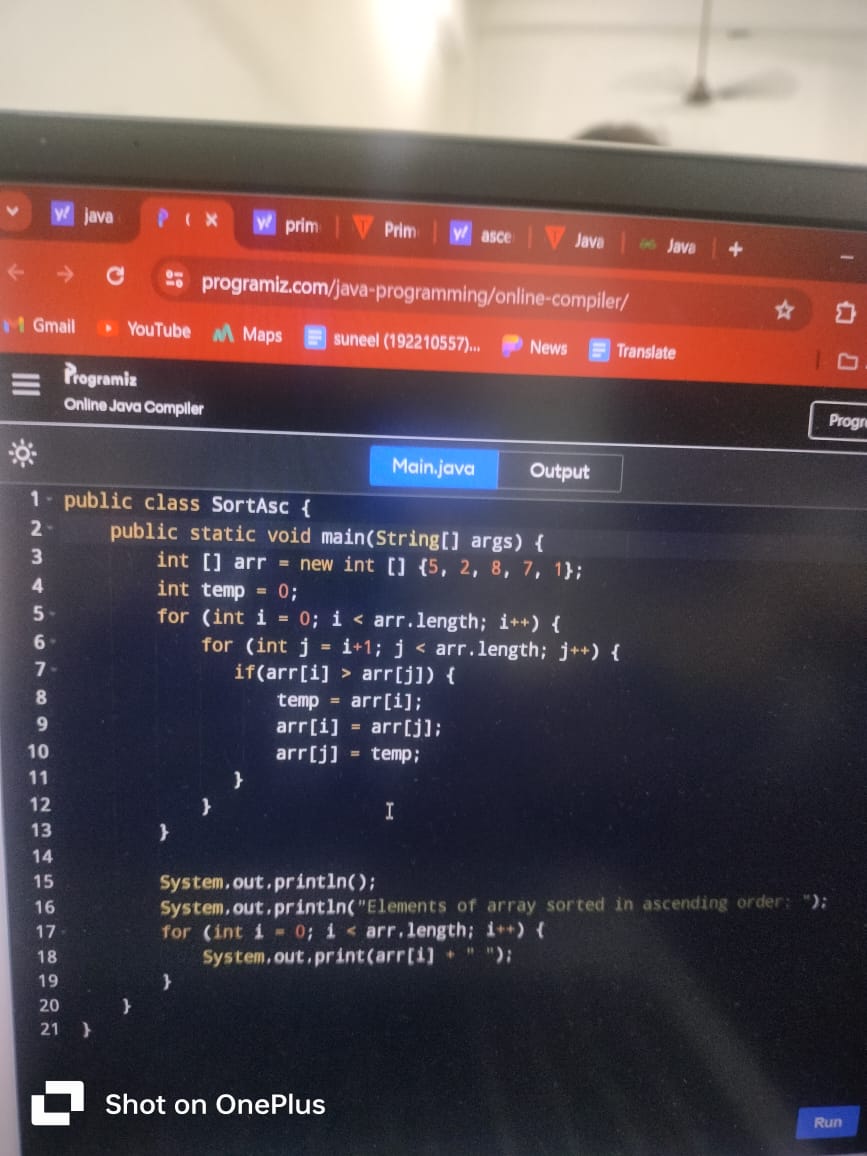 java
prim
Prim
asce
Java
Java
programiz.com/java-programming/online-compiler/
Gmail YouTube Maps suneel (192210557)... News Translate
Programiz
Online Java Compiler
Progr
Main.java Output
1 public class SortAsc {
2 public static void main(String[] args) {
3 int [] arr = new int [] {5, 2, 8, 7, 1};
4 int temp = 0;
5 for (int i = 0; i < arr.length; i++) {
6 for (int j = i+1; j < arr.length; j++) {
7 if(arr[i] > arr[j]) {
8 temp = arr[i];
9 arr[i] = arr[j];
10 arr[j] = temp;
11 }
12 }
13 }
14
15 System.out.println();
16 System.out.println("Elements of array sorted in ascending order: ");
17 for (int i = 0; i < arr.length; i++) {
18 System.out.print(arr[i] + " ");
19 }
20 }
21 }
Shot on OnePlus
Run